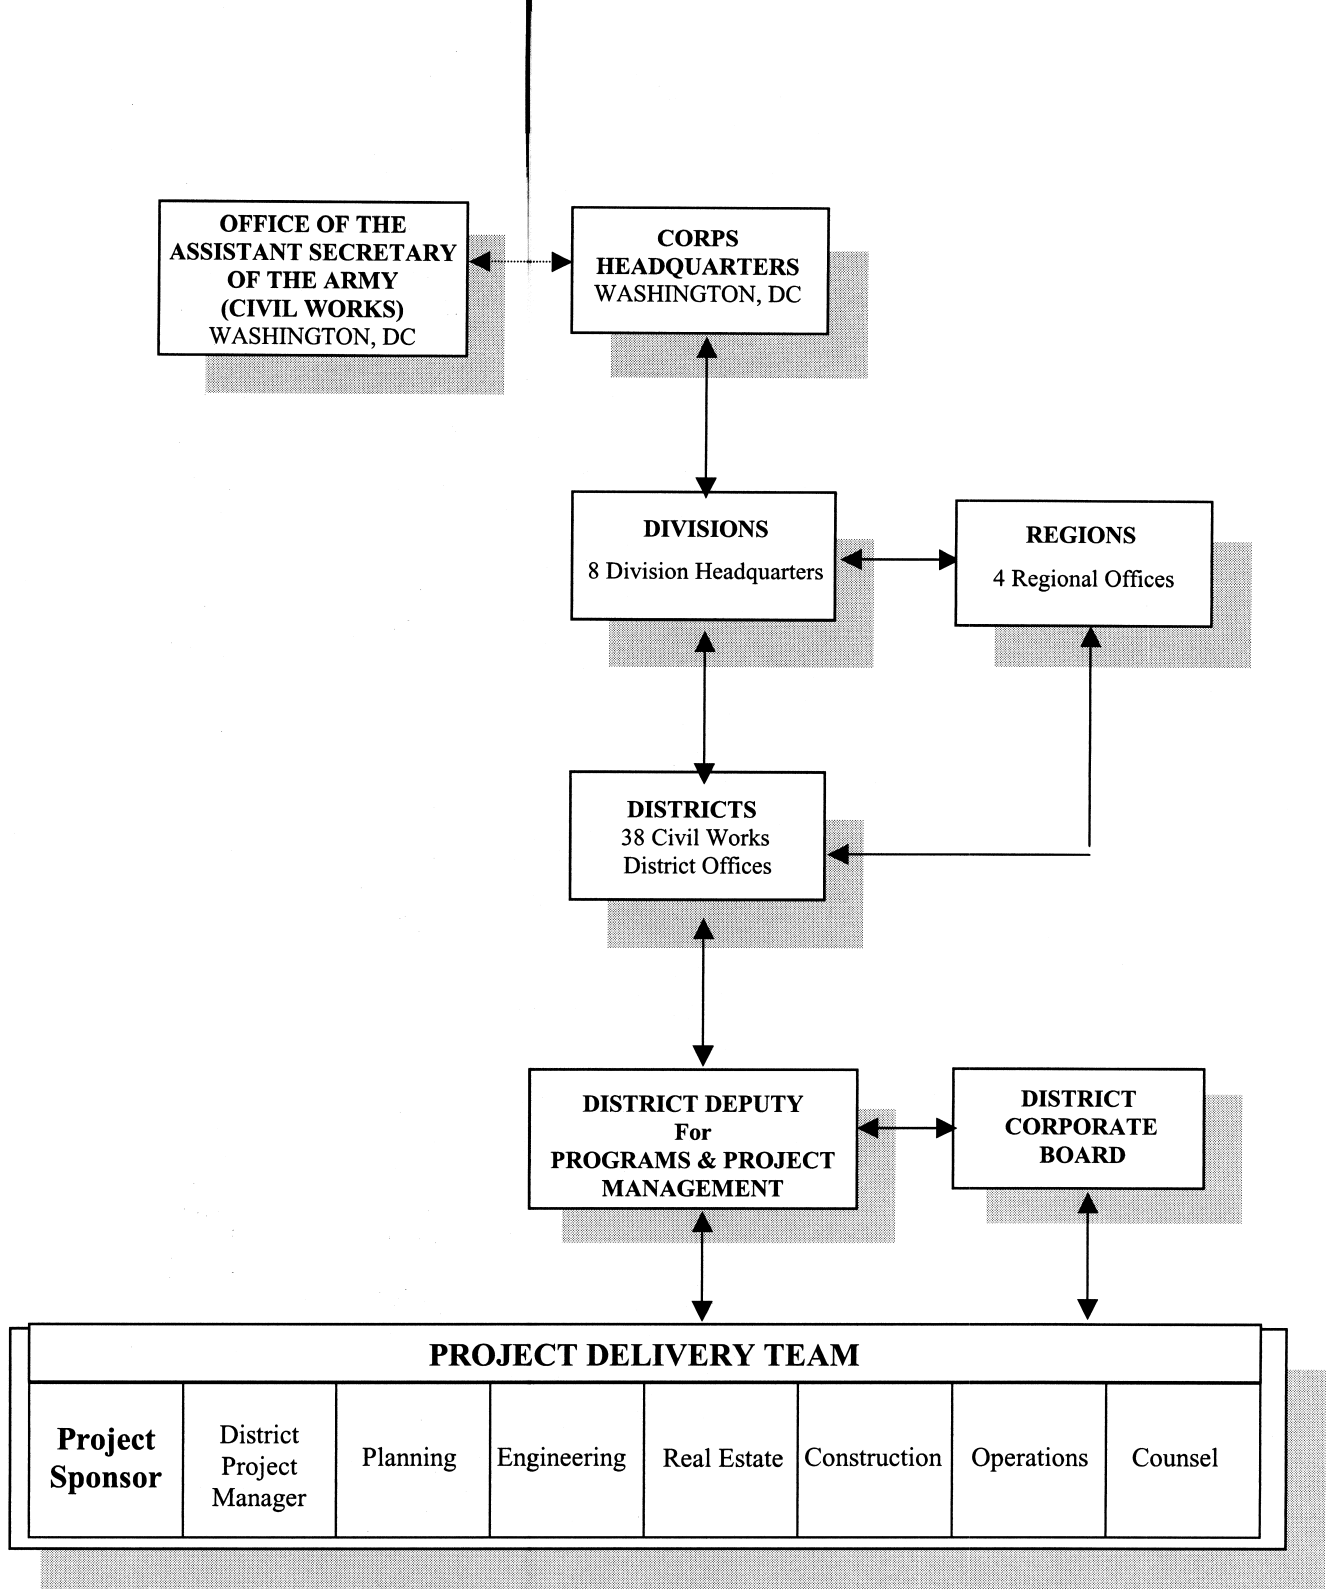 OFFICE OF THE
ASSISTANT SECRETARY
OF THE ARMY
(CIVIL WORKS)
WASHINGTON, DC
CORPS
HEADQUARTERS
WASHINGTON, DC
DIVISIONS
8 Division Headquarters
REGIONS
4 Regional Offices
DISTRICTS
38 Civil Works
District Offices
DISTRICT DEPUTY
For
PROGRAMS & PROJECT
MANAGEMENT
DISTRICT
CORPORATE
BOARD
PROJECT DELIVERY TEAM
Project
Sponsor
District
Project
Manager
Planning
Engineering
Real Estate
Construction
Operations
Counsel